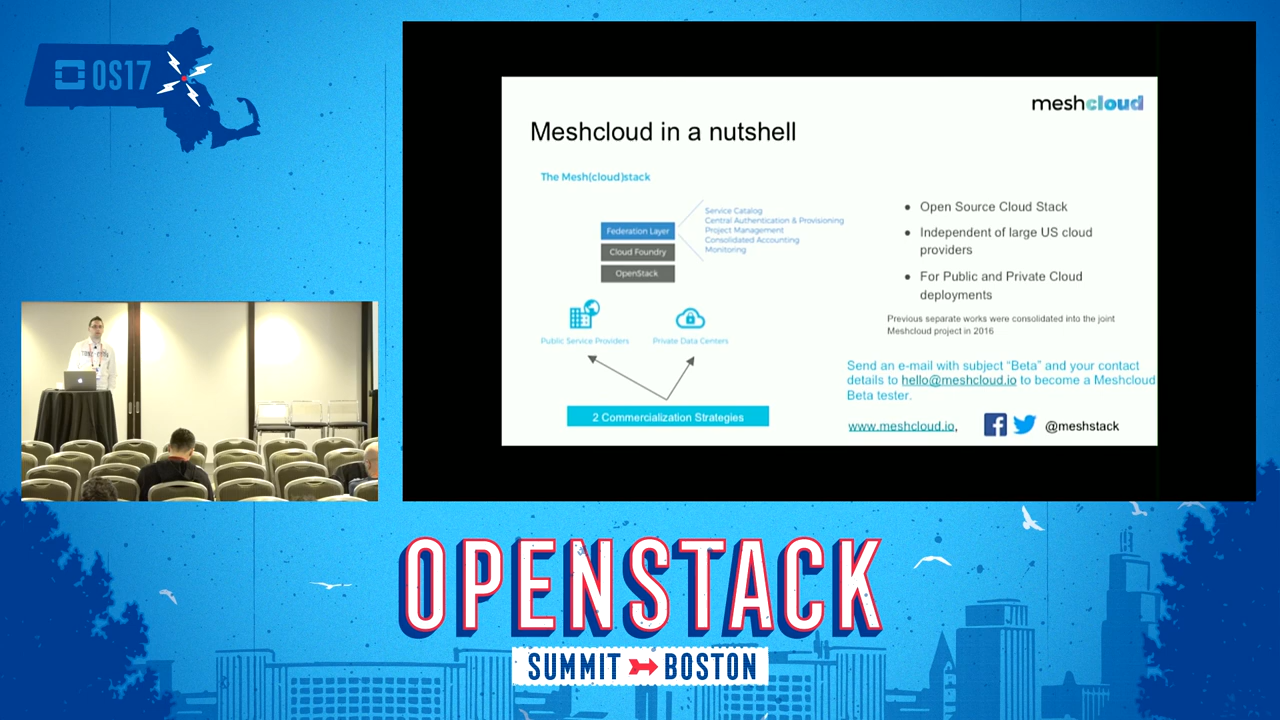 OS17
meshcloud
Meshcloud in a nutshell
The Mesh(cloud)stack
Federation Layer
Cloud Foundry
OpenStack
Service Catalog
Central Authentication & Provisioning
Project Management
Consolidated Accounting
Monitoring
Public Service Providers
Private Data Centers
2 Commercialization Strategies
● Open Source Cloud Stack
● Independent of large US cloud
providers
● For Public and Private Cloud
deployments
Previous separate works were consolidated into the joint
Meshcloud project in 2016
Send an e-mail with subject “Beta” and your contact
details to hello@meshcloud.io to become a Meshcloud
Beta tester.
www.meshcloud.io,
@meshstack
OPENSTACK
SUMMIT BOSTON